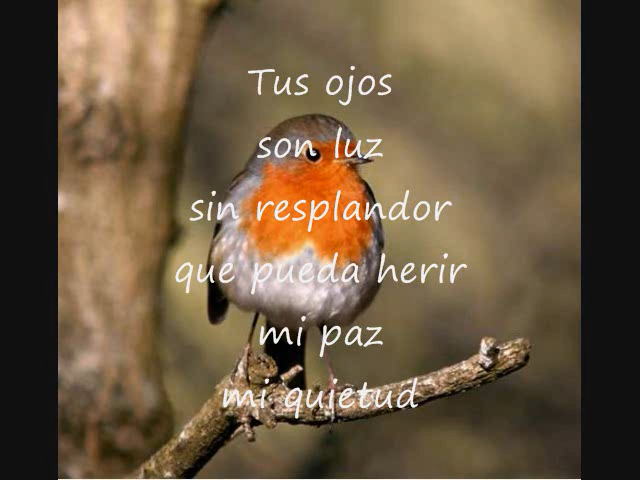 Tus ojos
son luz
sin resplandor
que pueda herir
mi paz
mi quietud